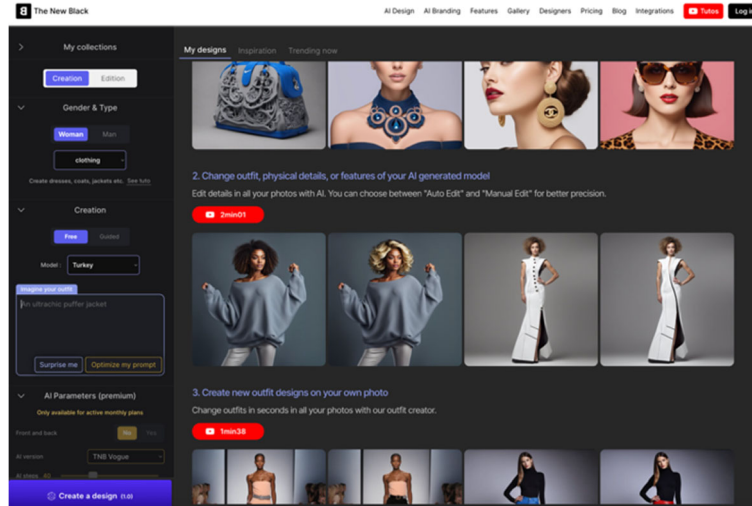 The New Black
AI Design AI Branding Features Gallery Designers Pricing Blog Integrations Tutos Log in
My collections
Creation Edition
Gender & Type
Woman Man
clothing
Create dresses, coats, jackets etc. See tuto
Creation
Free Guided
Model : Turkey
Imagine your outfit
An ultrachic puffer jacket
Surprise me Optimize my prompt
AI Parameters (premium)
Only available for active monthly plans
Front and back No Yes
AI version TNB Vogue
AI steps 40
Create a design (1.0)
My designs Inspiration Trending now
2. Change outfit, physical details, or features of your AI generated model
Edit details in all your photos with AI. You can choose between "Auto Edit" and "Manual Edit" for better precision.
2min01
3. Create new outfit designs on your own photo
Change outfits in seconds in all your photos with our outfit creator.
1min38